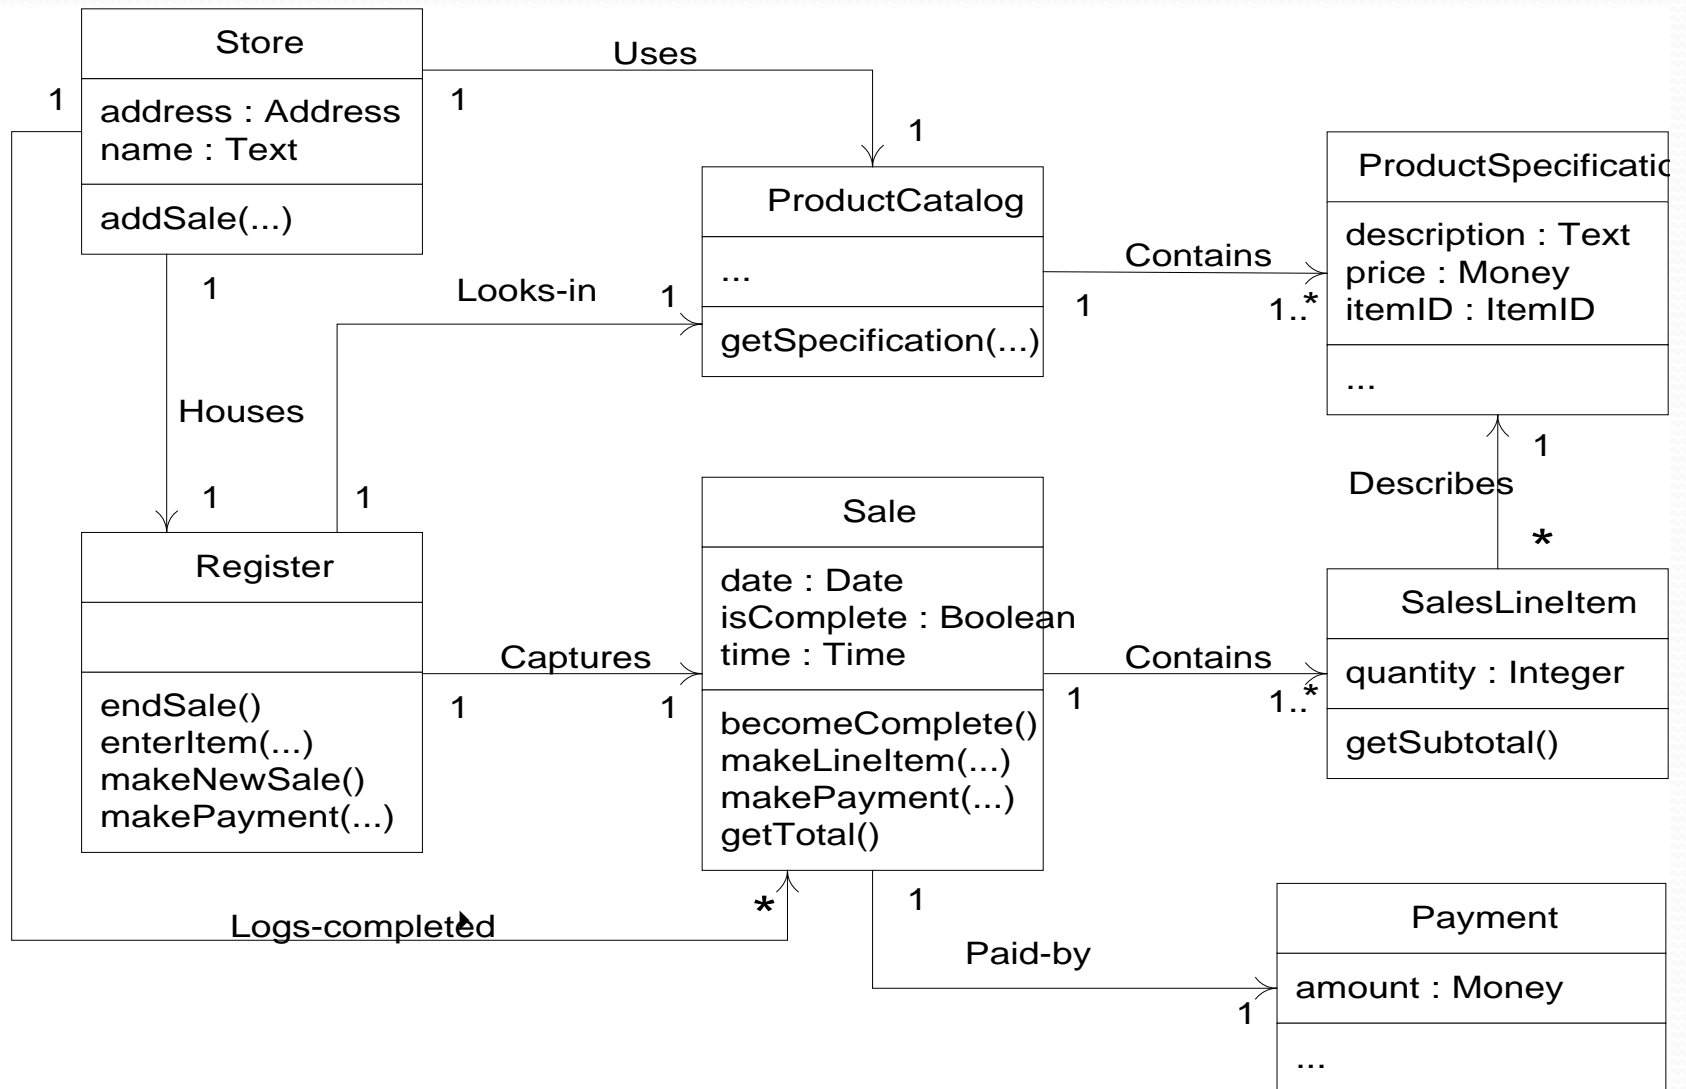 Store
address : Address
name : Text
addSale(...)
1
1
Uses
1
ProductCatalog
...
getSpecification(...)
Contains
1
1..*
ProductSpecificatio
description : Text
price : Money
itemID : ItemID
...
1
Houses
1
Looks-in
1
1
1
Describes
*
Register
endSale()
enterItem(...)
makeNewSale()
makePayment(...)
Captures
1
1
Sale
date : Date
isComplete : Boolean
time : Time
becomeComplete()
makeLineItem(...)
makePayment(...)
getTotal()
Contains
1
1..*
SalesLineItem
quantity : Integer
getSubtotal()
Logs-completed
*
1
Paid-by
1
Payment
amount : Money
...